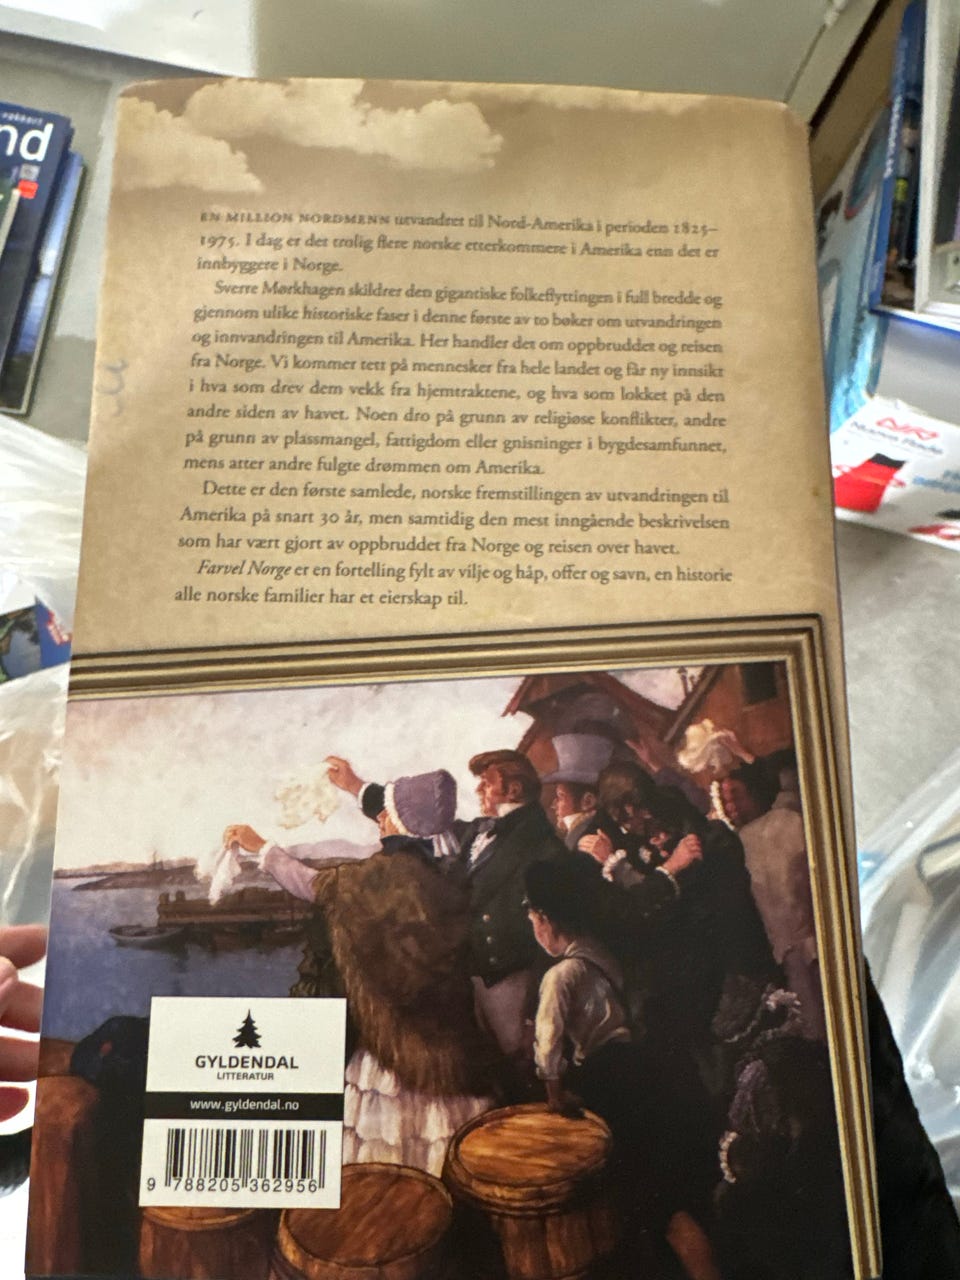 nd
EN MILLION NORDMENN utvandret til Nord-Amerika i perioden 1825–
1975. I dag er det trolig flere norske etterkommere i Amerika enn det er
innbyggere i Norge.
Sverre Mørkhagen skildrer den gigantiske folkeflyttingen i full bredde og
gjennom ulike historiske faser i denne første av to bøker om utvandringen
og innvandringen til Amerika. Her handler det om oppbruddet og reisen
fra Norge. Vi kommer tett på mennesker fra hele landet og får ny innsikt
i hva som drev dem vekk fra hjemtraktene, og hva som lokket på den
andre siden av havet. Noen dro på grunn av religiøse konflikter, andre
på grunn av plassmangel, fattigdom eller gnisninger i bygdesamfunnet,
mens atter andre fulgte drømmen om Amerika.
Dette er den første samlede, norske fremstillingen av utvandringen til
Amerika på snart 30 år, men samtidig den mest inngående beskrivelsen
som har vært gjort av oppbruddet fra Norge og reisen over havet.
Farvel Norge er en fortelling fylt av vilje og håp, offer og savn, en historie
alle norske familier har et eierskap til.
GYLDENDAL
LITTERATUR
www.gyldendal.no
9 788205 362956